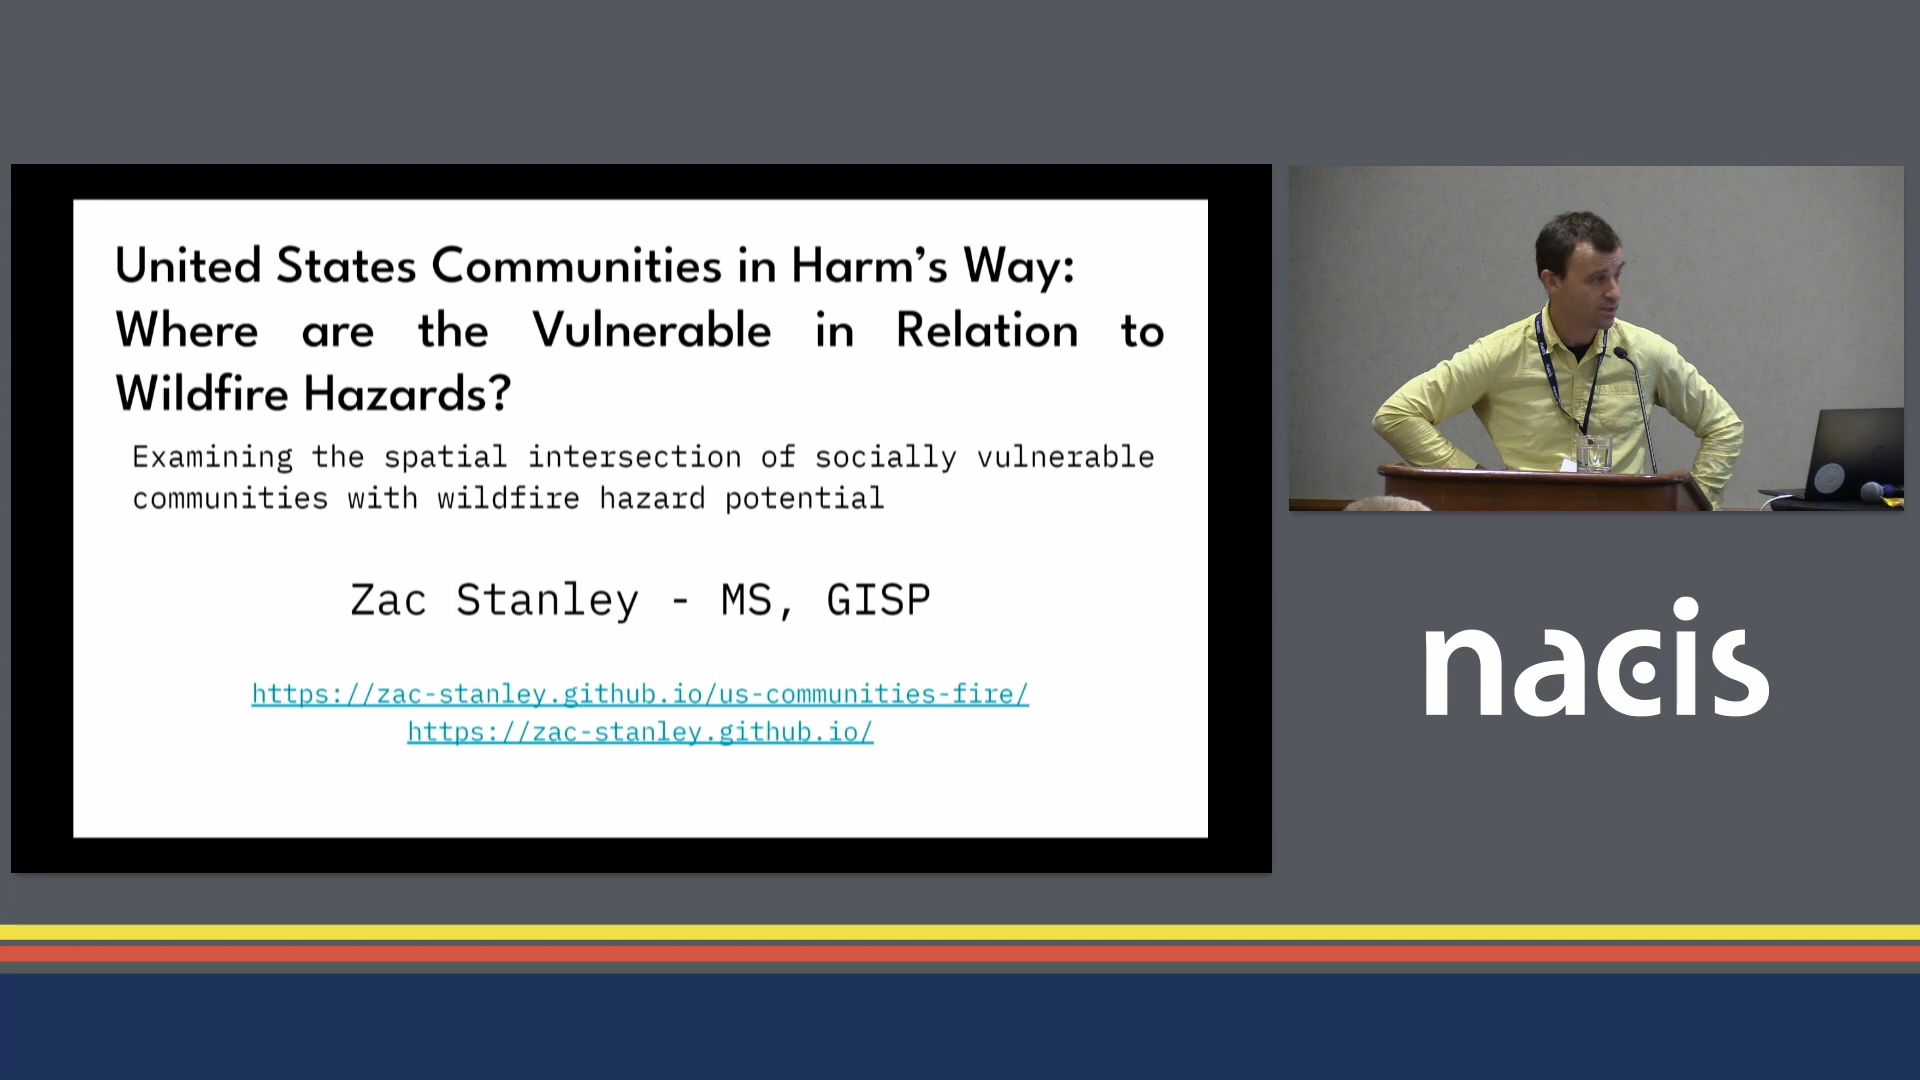 United States Communities in Harm’s Way:
Where are the Vulnerable in Relation to
Wildfire Hazards?
Examining the spatial intersection of socially vulnerable
communities with wildfire hazard potential
Zac Stanley - MS, GISP
https://zac-stanley.github.io/us-communities-fire/
https://zac-stanley.github.io/
nacis